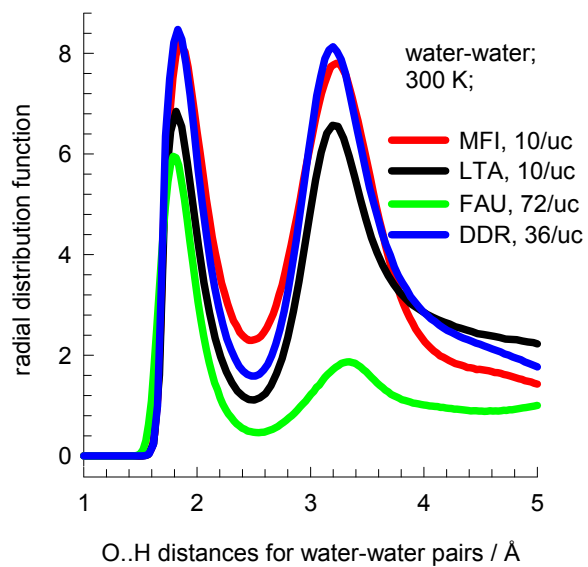 8
6
4
2
0
radial distribution function
water-water;
300 K;
MFI, 10/uc
LTA, 10/uc
FAU, 72/uc
DDR, 36/uc
1
2
3
4
5
O..H distances for water-water pairs / Å